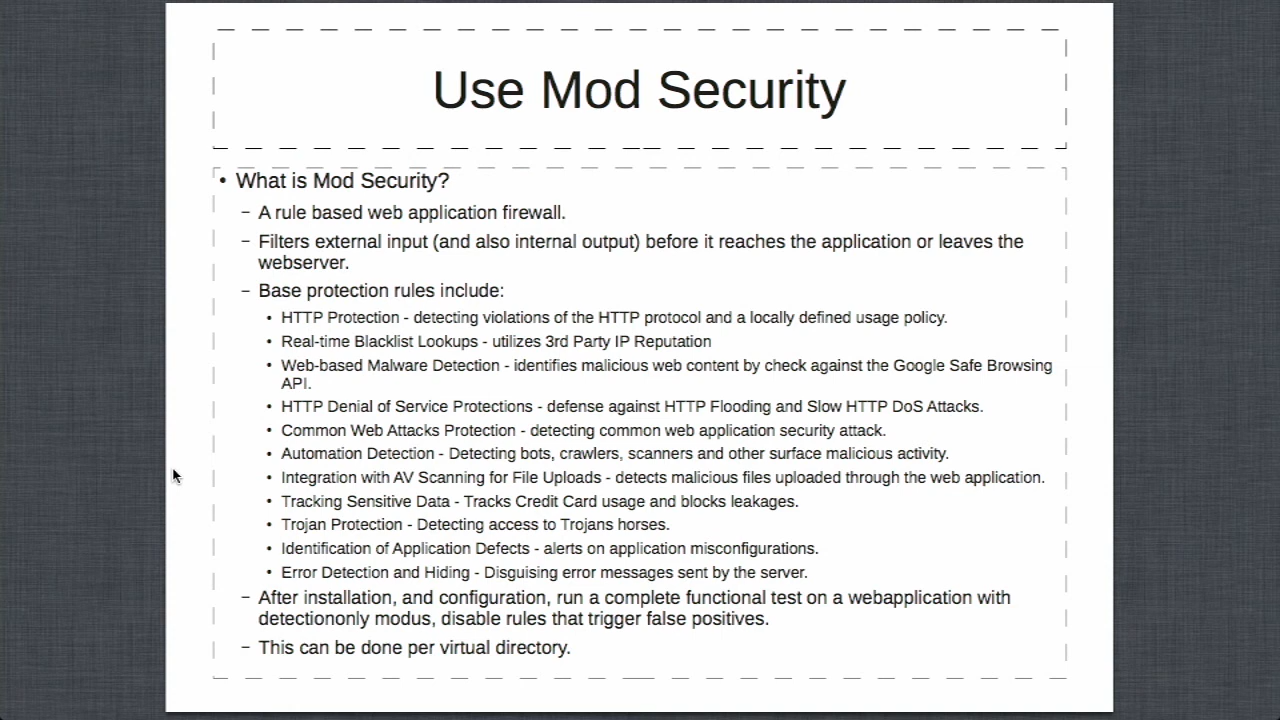 Use Mod Security
• What is Mod Security?
– A rule based web application firewall.
– Filters external input (and also internal output) before it reaches the application or leaves the
webserver.
– Base protection rules include:
• HTTP Protection - detecting violations of the HTTP protocol and a locally defined usage policy.
• Real-time Blacklist Lookups - utilizes 3rd Party IP Reputation
• Web-based Malware Detection - identifies malicious web content by check against the Google Safe Browsing
API.
• HTTP Denial of Service Protections - defense against HTTP Flooding and Slow HTTP DoS Attacks.
• Common Web Attacks Protection - detecting common web application security attack.
• Automation Detection - Detecting bots, crawlers, scanners and other surface malicious activity.
• Integration with AV Scanning for File Uploads - detects malicious files uploaded through the web application.
• Tracking Sensitive Data - Tracks Credit Card usage and blocks leakages.
• Trojan Protection - Detecting access to Trojans horses.
• Identification of Application Defects - alerts on application misconfigurations.
• Error Detection and Hiding - Disguising error messages sent by the server.
– After installation, and configuration, run a complete functional test on a webapplication with
detectiononly modus, disable rules that trigger false positives.
– This can be done per virtual directory.